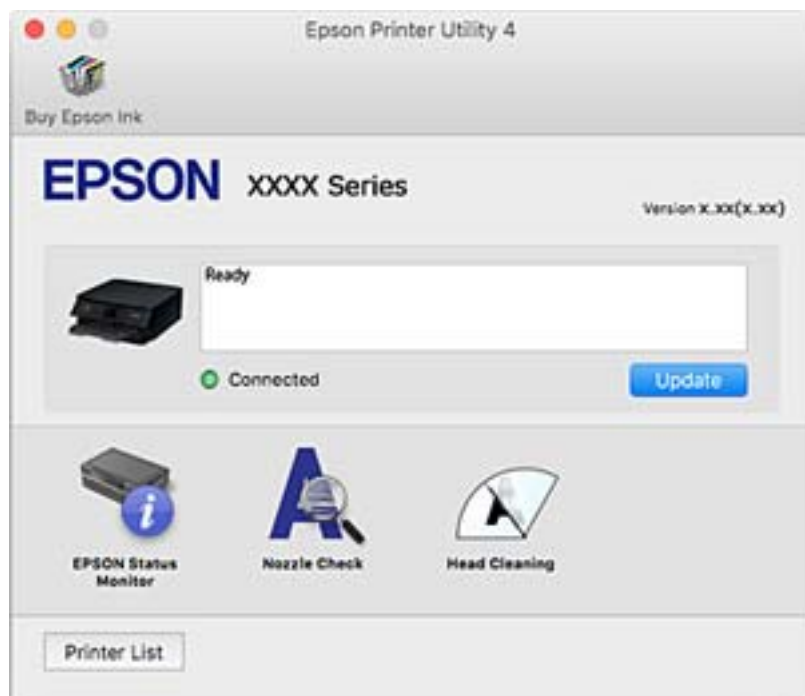 Epson Printer Utility 4
Buy Epson Ink
EPSON XXXX Series
Version X.XX(X.XX)
Ready
Connected
Update
EPSON Status
Monitor
Nozzle Check
Head Cleaning
Printer List